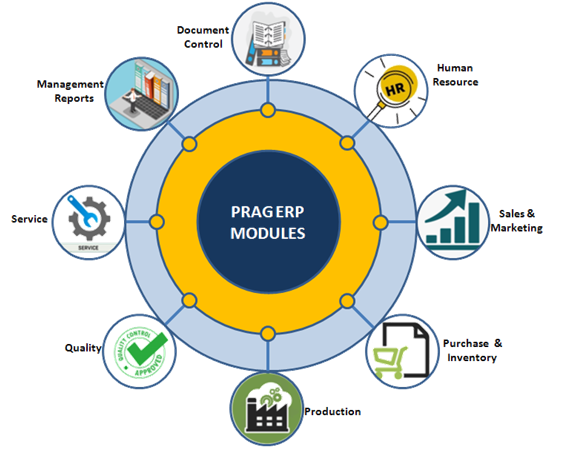 Document
Control
Human
Resource
HR
Management
Reports
Sales &
Marketing
Service
SERVICE
PRAG ERP
MODULES
Purchase &
Inventory
Quality
QUALITY CONTROL
APPROVED
Production